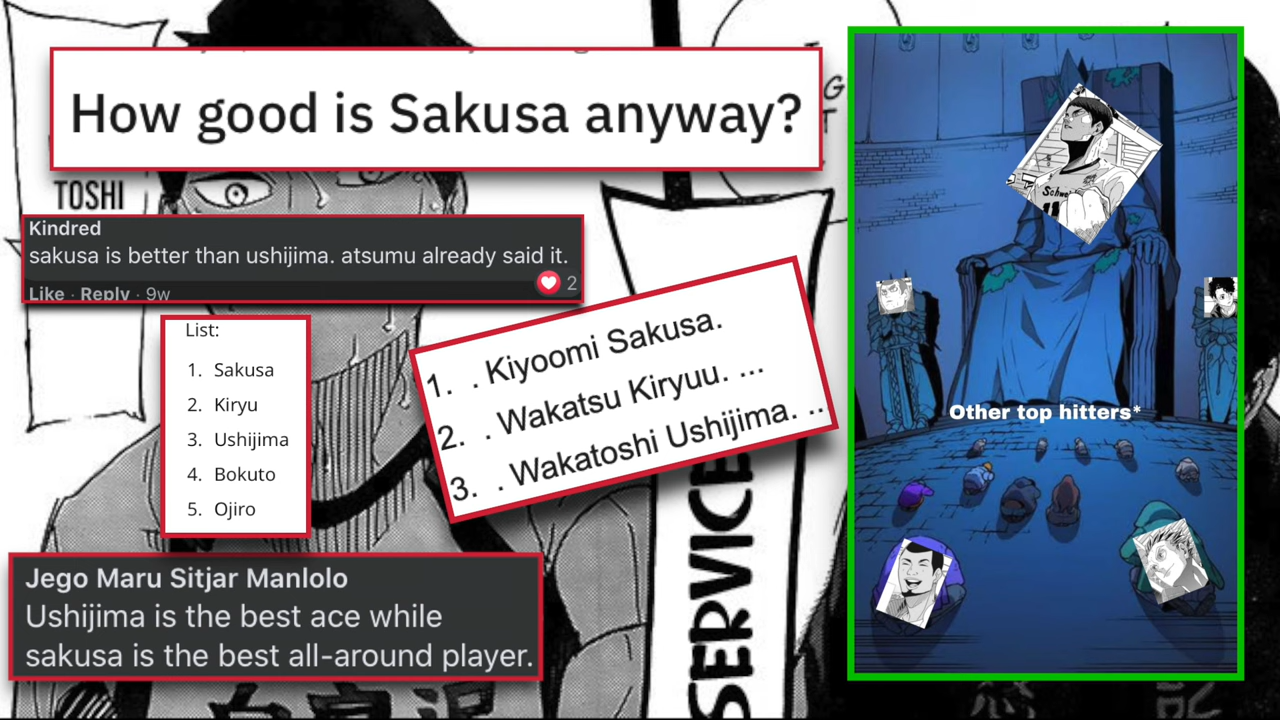 How good is Sakusa anyway?
TOSHI
Kindred
sakusa is better than ushijima. atsumu already said it.
2
Like · Reply · 9w
List:
1. Sakusa
2. Kiryu
3. Ushijima
4. Bokuto
5. Ojiro
1. . Kiyoomi Sakusa.
2. . Wakatsu Kiryuu. ...
3. . Wakatoshi Ushijima. ..
Jego Maru Sitjar Manlolo
Ushijima is the best ace while
sakusa is the best all-around player.
SERVICE
11
Other top hitters*